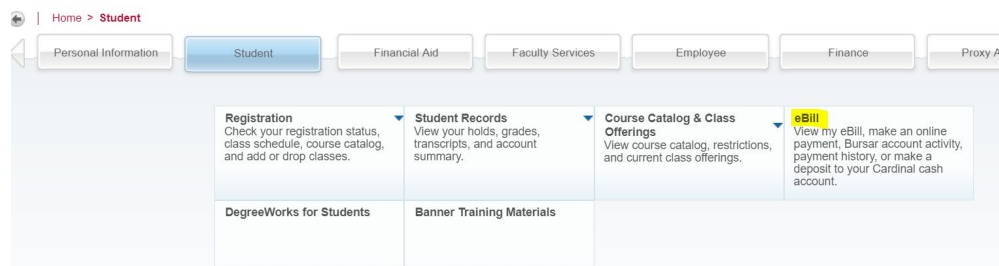 Home > Student
Personal Information
Student
Financial Aid
Faculty Services
Employee
Finance
Proxy A
Registration
Check your registration status,
class schedule, course catalog,
and add or drop classes.
Student Records
View your holds, grades,
transcripts, and account
summary.
Course Catalog & Class
Offerings
View course catalog, restrictions,
and current class offerings.
eBill
View my eBill, make an online
payment, Bursar account activity,
payment history, or make a
deposit to your Cardinal cash
account.
DegreeWorks for Students
Banner Training Materials